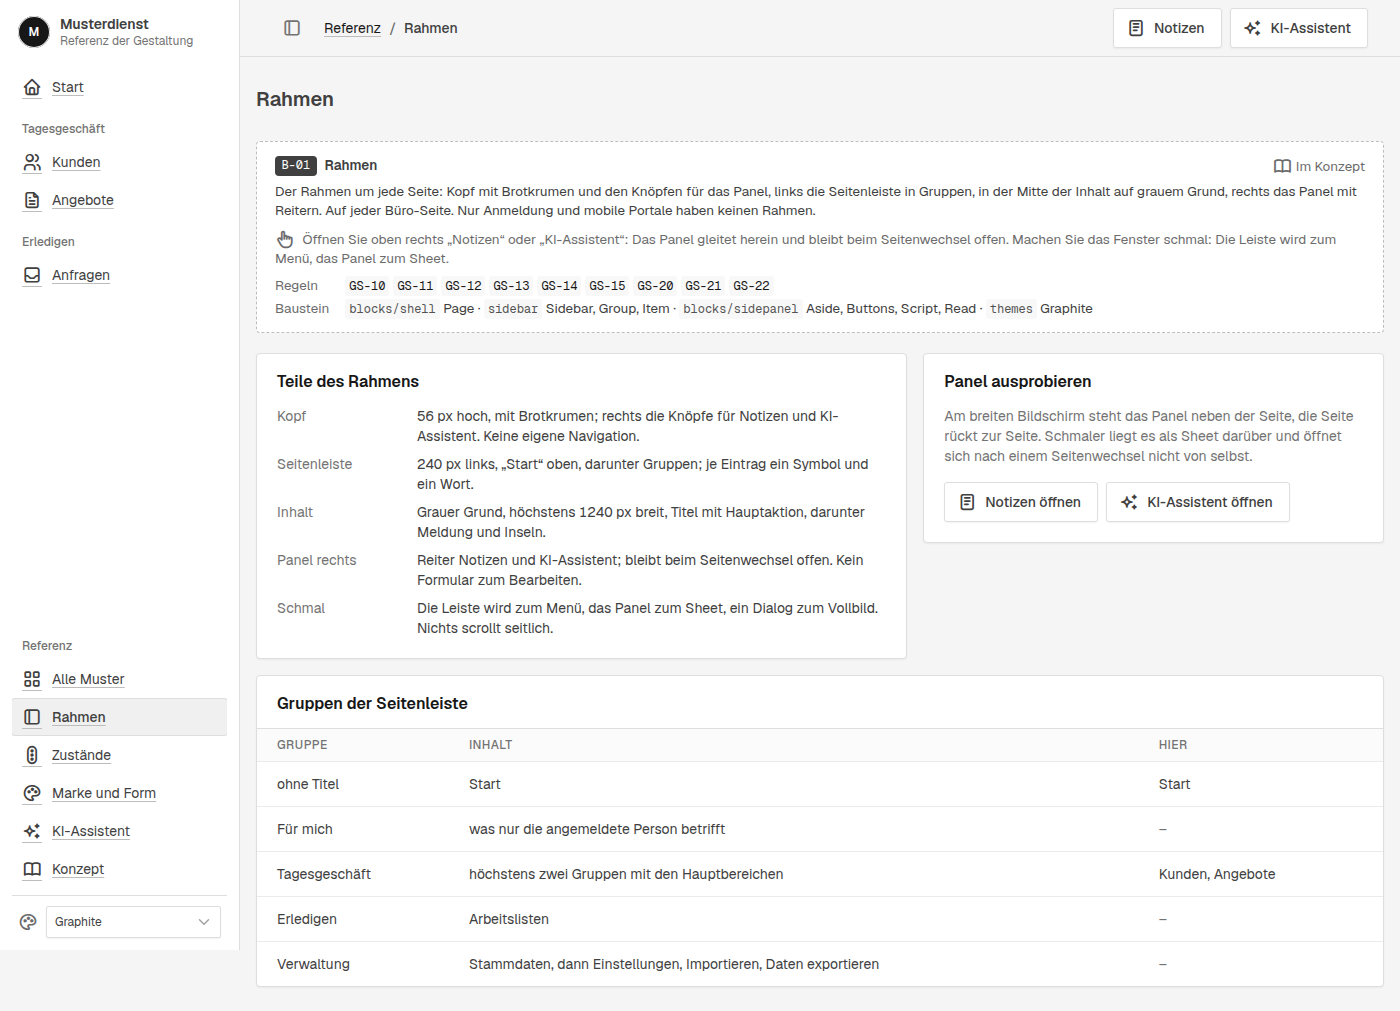 M
Musterdienst
Referenz der Gestaltung
Start
Tagesgeschäft
Kunden
Angebote
Erledigen
Anfragen
Referenz
Alle Muster
Rahmen
Zustände
Marke und Form
KI-Assistent
Konzept
Graphite
Referenz / Rahmen
Notizen
KI-Assistent
Rahmen
B-01 Rahmen
Im Konzept
Der Rahmen um jede Seite: Kopf mit Brotkrumen und den Knöpfen für das Panel, links die Seitenleiste in Gruppen, in der Mitte der Inhalt auf grauem Grund, rechts das Panel mit
Reitern. Auf jeder Büro-Seite. Nur Anmeldung und mobile Portale haben keinen Rahmen.
Öffnen Sie oben rechts „Notizen“ oder „KI-Assistent“: Das Panel gleitet herein und bleibt beim Seitenwechsel offen. Machen Sie das Fenster schmal: Die Leiste wird zum
Menü, das Panel zum Sheet.
Regeln GS-10 GS-11 GS-12 GS-13 GS-14 GS-15 GS-20 GS-21 GS-22
Baustein blocks/shell Page · sidebar Sidebar, Group, Item · blocks/sidepanel Aside, Buttons, Script, Read · themes Graphite
Teile des Rahmens
Kopf 56 px hoch, mit Brotkrumen; rechts die Knöpfe für Notizen und KI-
Assistent. Keine eigene Navigation.
Seitenleiste 240 px links, „Start“ oben, darunter Gruppen; je Eintrag ein Symbol und
ein Wort.
Inhalt Grauer Grund, höchstens 1240 px breit, Titel mit Hauptaktion, darunter
Meldung und Inseln.
Panel rechts Reiter Notizen und KI-Assistent; bleibt beim Seitenwechsel offen. Kein
Formular zum Bearbeiten.
Schmal Die Leiste wird zum Menü, das Panel zum Sheet, ein Dialog zum Vollbild.
Nichts scrollt seitlich.
Panel ausprobieren
Am breiten Bildschirm steht das Panel neben der Seite, die Seite
rückt zur Seite. Schmaler liegt es als Sheet darüber und öffnet
sich nach einem Seitenwechsel nicht von selbst.
Notizen öffnen
KI-Assistent öffnen
Gruppen der Seitenleiste
GRUPPE INHALT HIER
ohne Titel Start Start
Für mich was nur die angemeldete Person betrifft –
Tagesgeschäft höchstens zwei Gruppen mit den Hauptbereichen Kunden, Angebote
Erledigen Arbeitslisten –
Verwaltung Stammdaten, dann Einstellungen, Importieren, Daten exportieren –